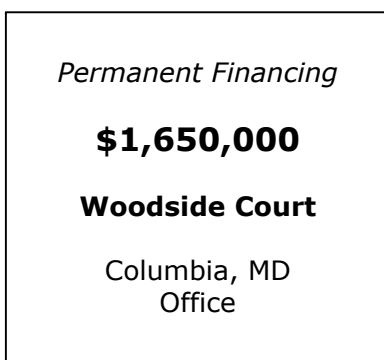 Permanent Financing
$1,650,000
Woodside Court
Columbia, MD
Office